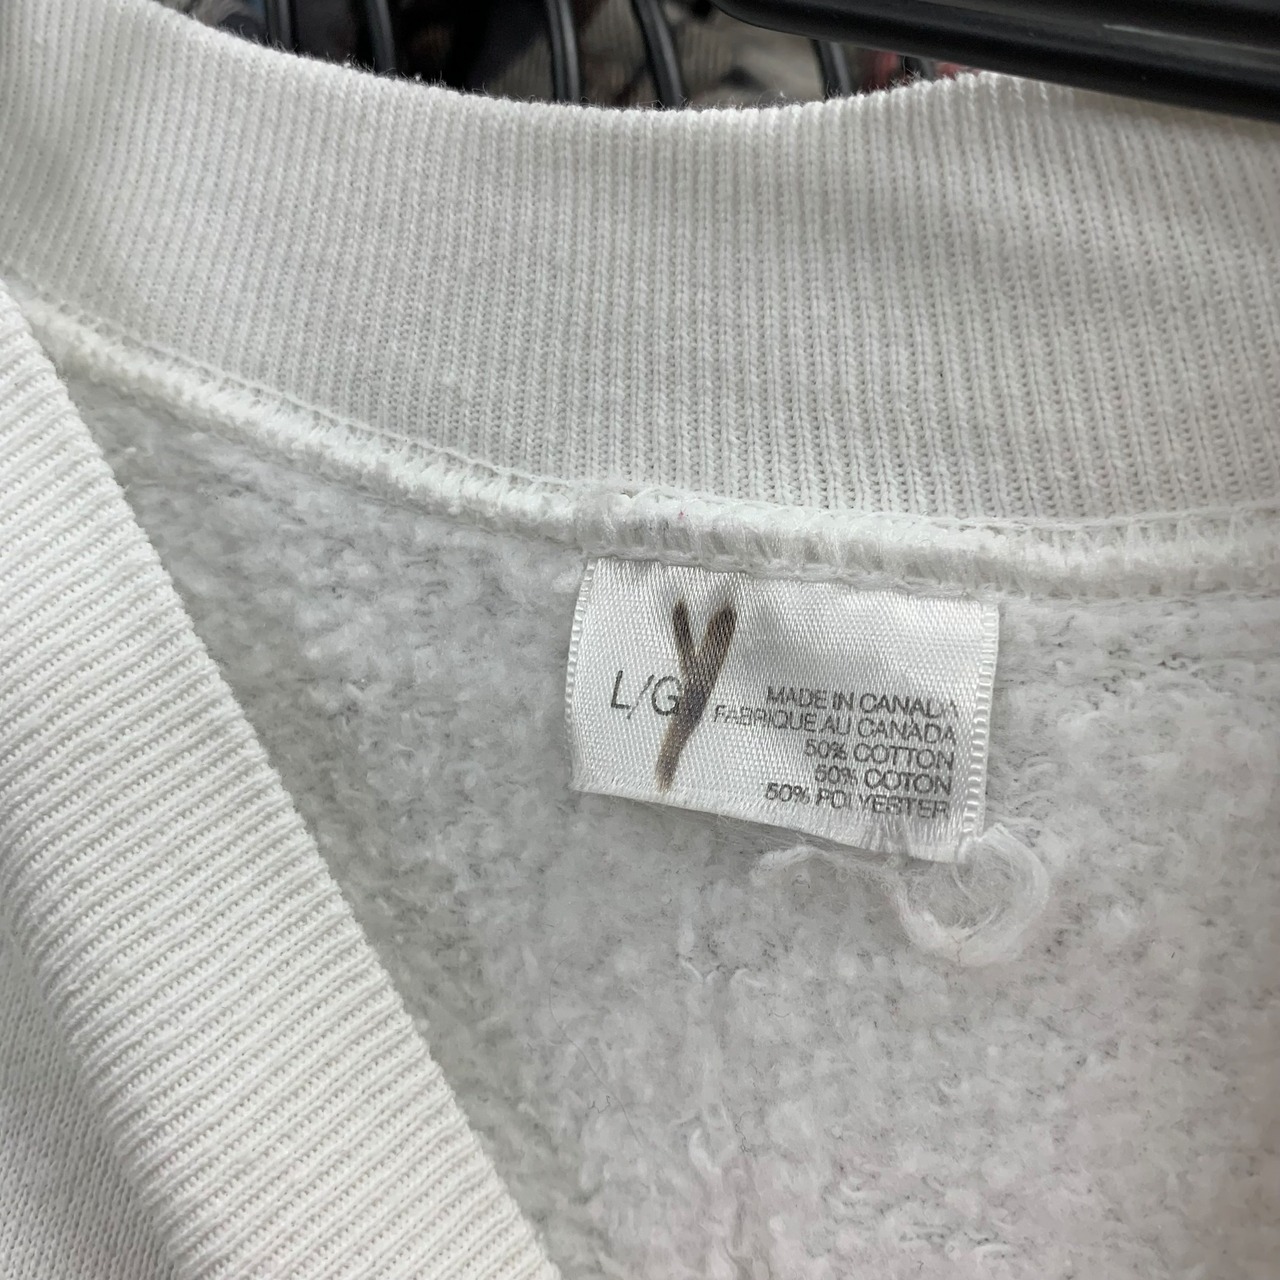 Y
L/G
MADE IN CANADA
FABRIQUE AU CANADA
50% COTTON
50% COTON
50% POLYESTER